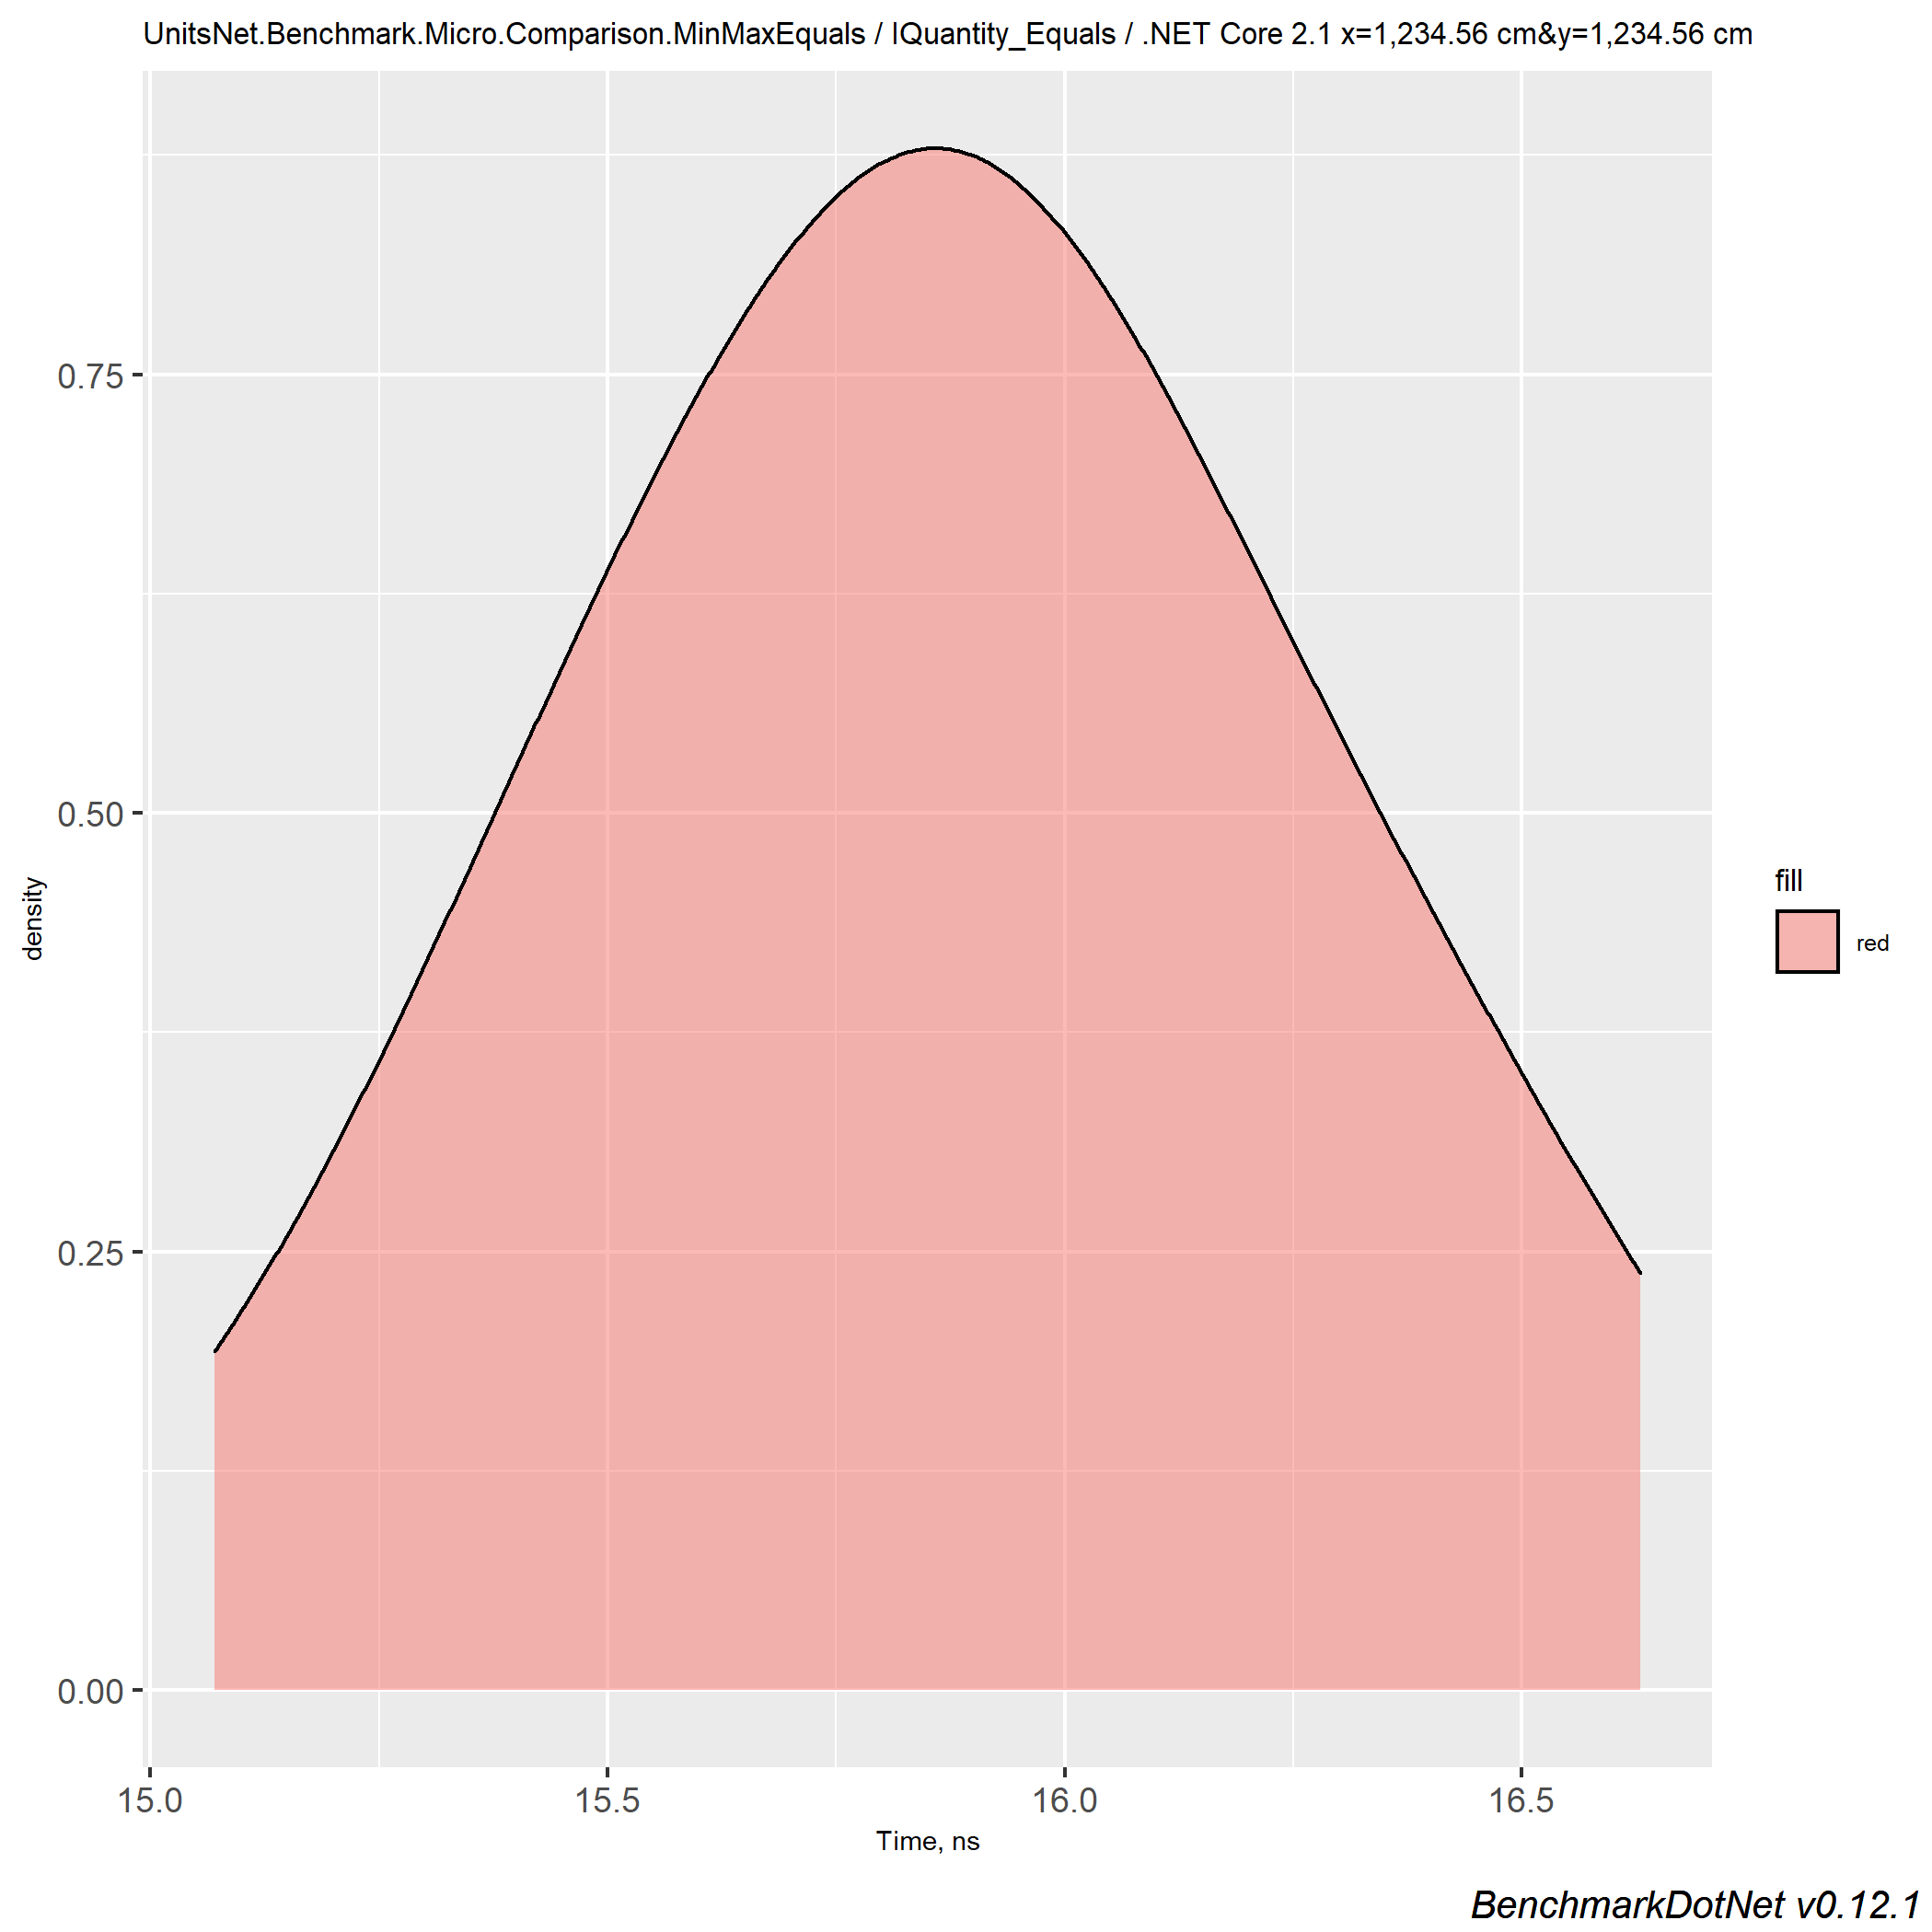 UnitsNet.Benchmark.Micro.Comparison.MinMaxEquals / IQuantity_Equals / .NET Core 2.1 x=1,234.56 cm&y=1,234.56 cm
density
0.75
0.50
0.25
0.00
15.0 15.5 16.0 16.5
Time, ns
fill
red
BenchmarkDotNet v0.12.1